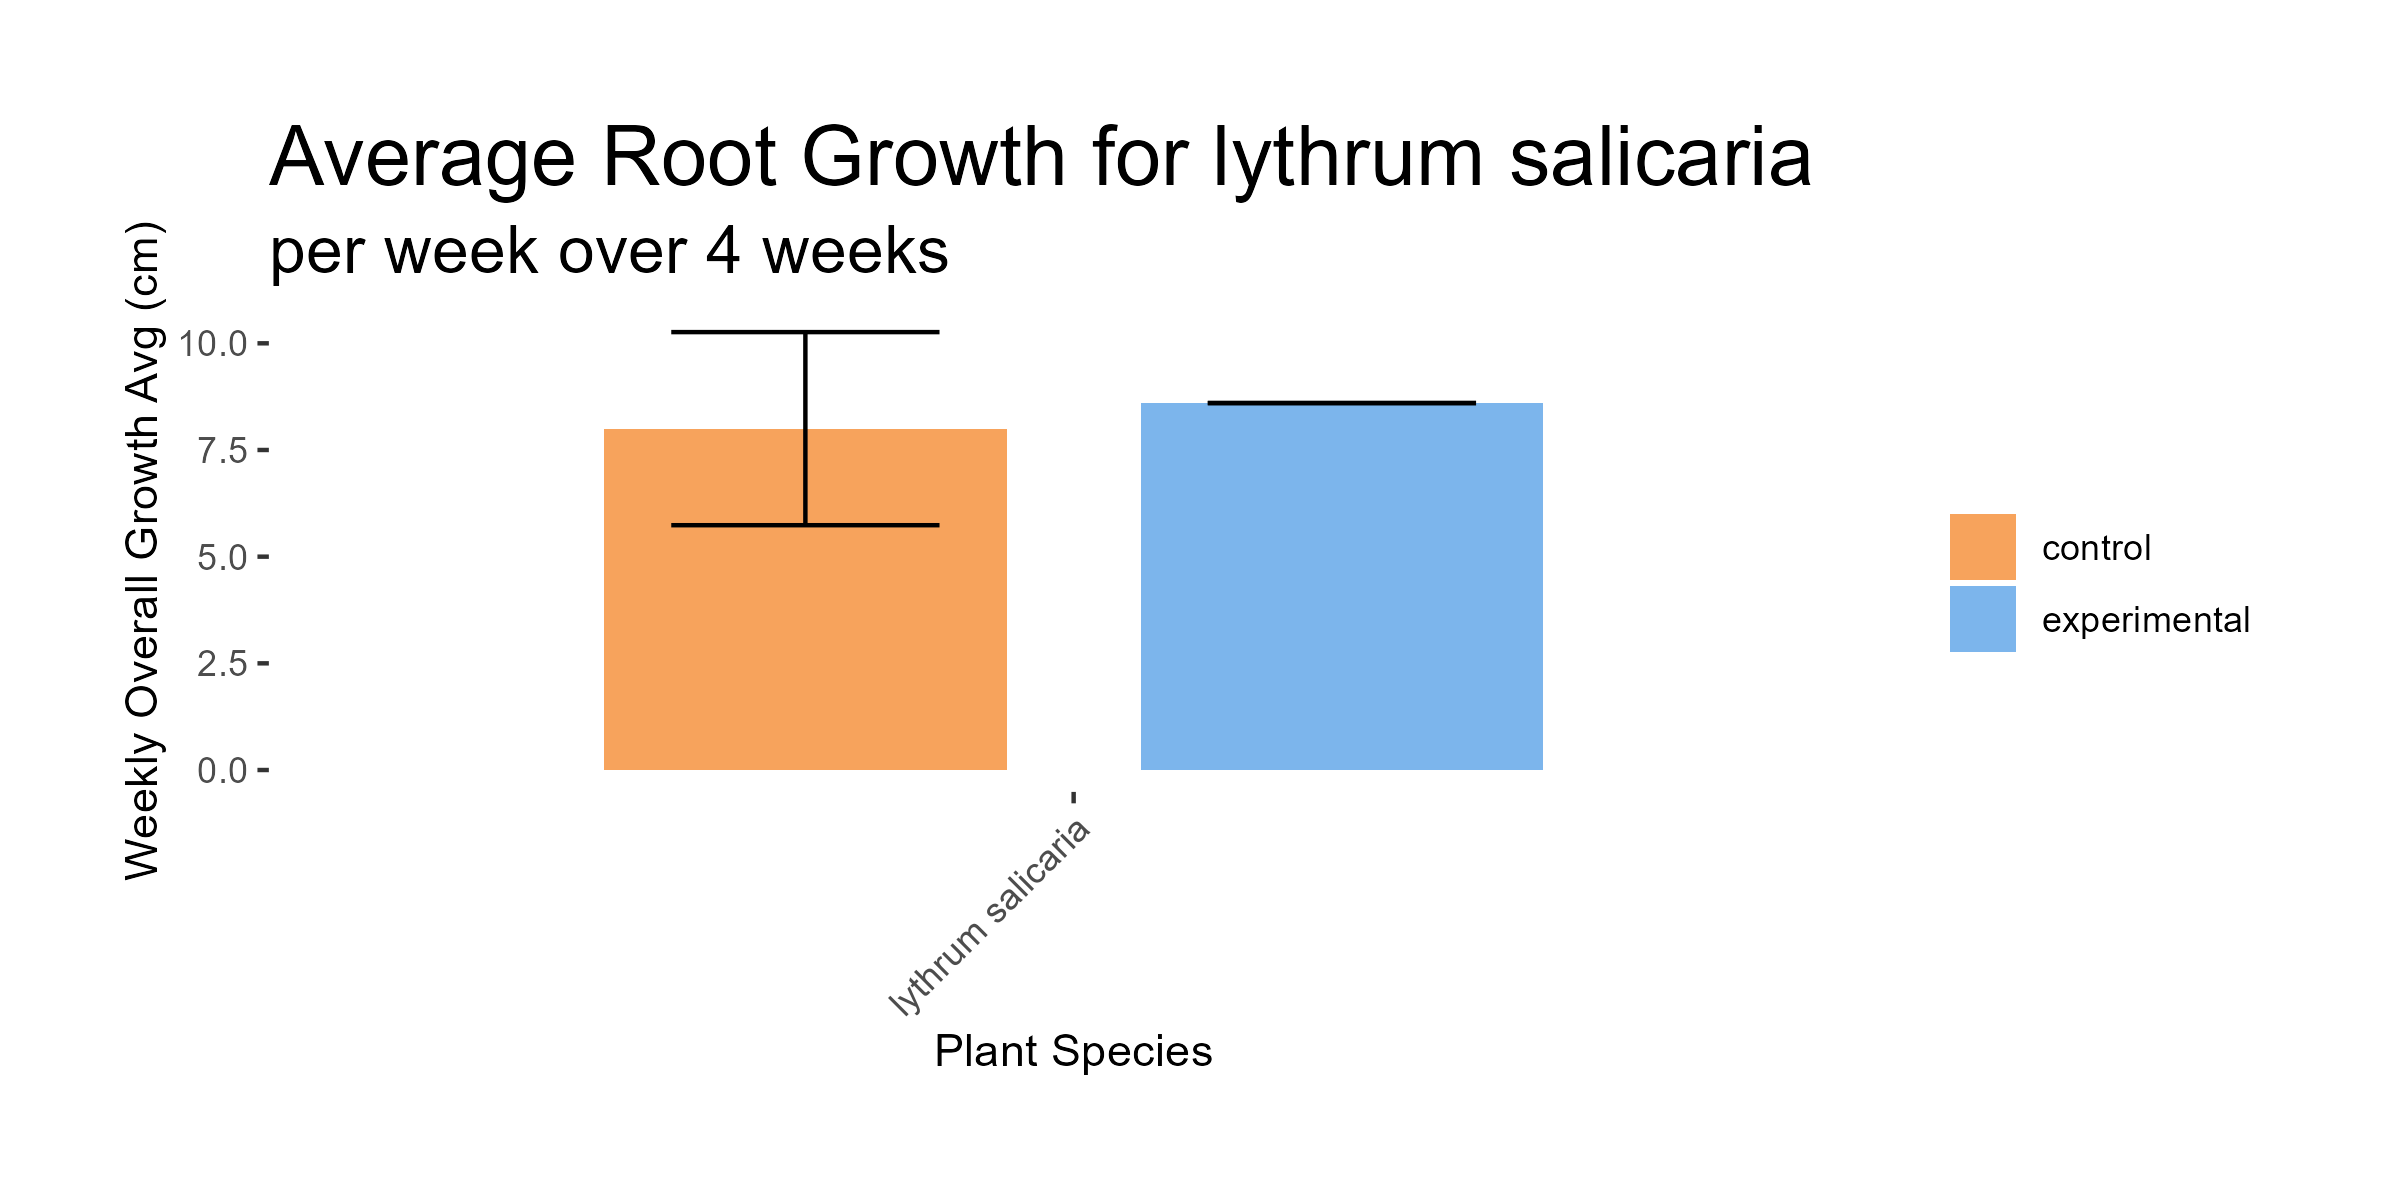 Average Root Growth for lythrum salicaria
per week over 4 weeks
Weekly Overall Growth Avg (cm)
10.0
7.5
5.0
2.5
0.0
control
experimental
lythrum salicaria
Plant Species